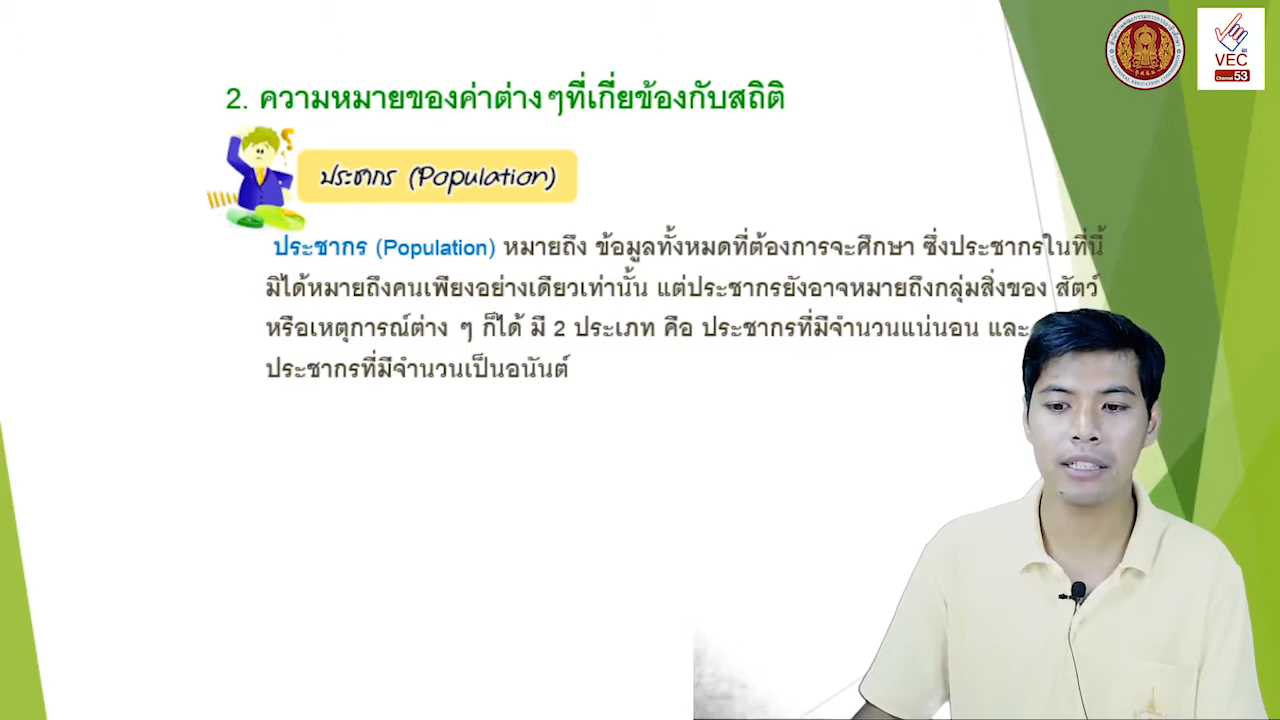 2. ความหมายของค่าต่างๆที่เกี่ยข้องกับสถิติ
ประชากร (Population)
ประชากร (Population) หมายถึง ข้อมูลทั้งหมดที่ต้องการจะศึกษา ซึ่งประชากรในที่นี้
มิได้หมายถึงคนเพียงอย่างเดียวเท่านั้น แต่ประชากรยังอาจหมายถึงกลุ่มสิ่งของ สัตว์
หรือเหตุการณ์ต่าง ๆ ก็ได้ มี 2 ประเภท คือ ประชากรที่มีจำนวนแน่นอน และ
ประชากรที่มีจำนวนเป็นอนันต์
VEC
Channel 53